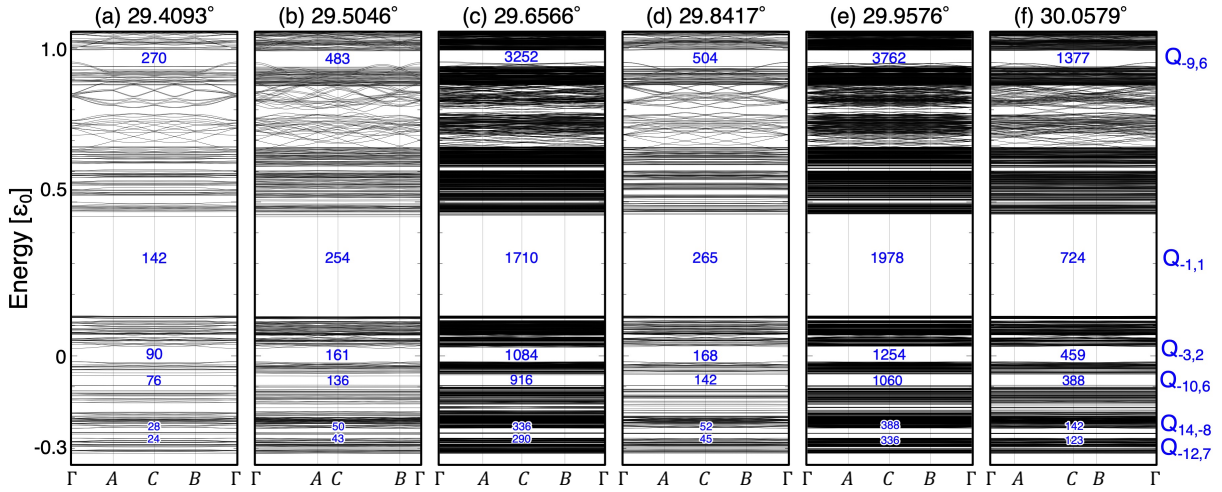 (a) 29.4093° (b) 29.5046° (c) 29.6566° (d) 29.8417° (e) 29.9576° (f) 30.0579°
1.0 270 483 3252 504 3762 1377 Q-9,6
0.5
Energy [ε0]
142 254 1710 265 1978 724 Q-1,1
0 90 161 1084 168 1254 459 Q-3,2
76 136 916 142 1060 388 Q-10,6
28 50 336 52 388 142 Q14,-8
-0.3 24 43 290 45 336 123 Q-12,7
Γ A C B Γ Γ A C B Γ Γ A C B Γ Γ A C B Γ Γ A C B Γ Γ A C B Γ